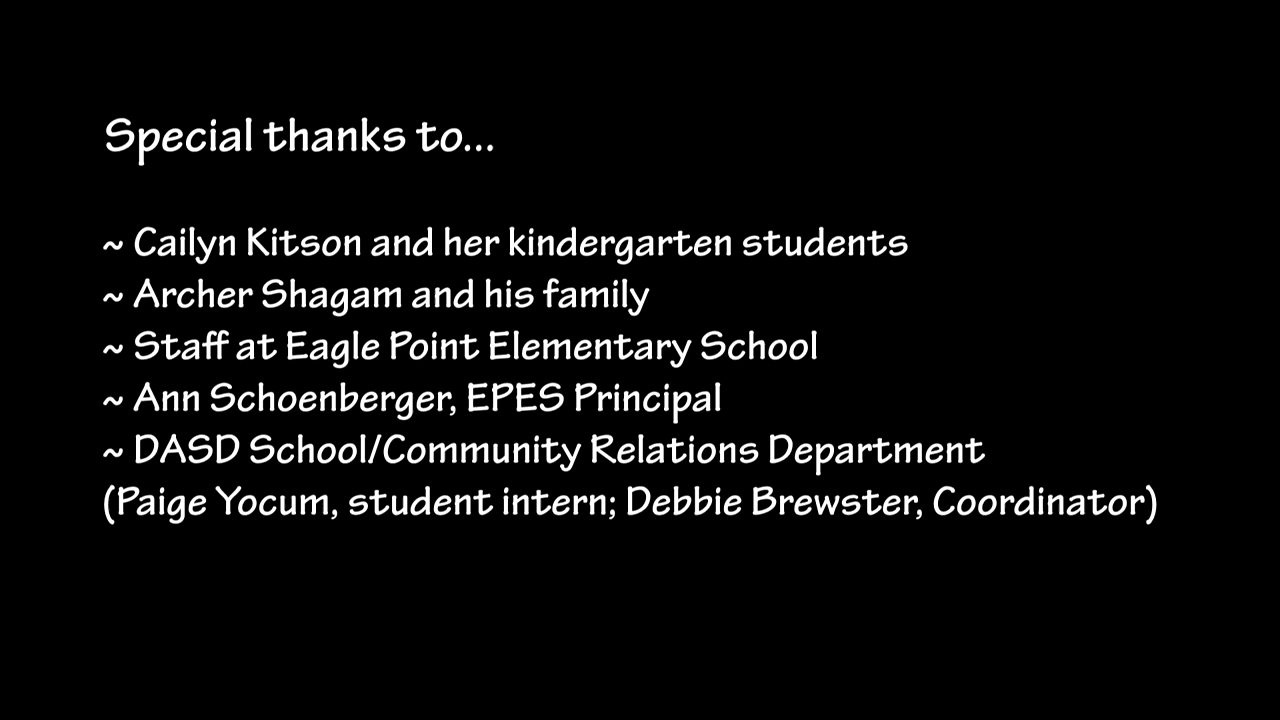 Special thanks to...
~ Cailyn Kitson and her kindergarten students
~ Archer Shagam and his family
~ Staff at Eagle Point Elementary School
~ Ann Schoenberger, EPES Principal
~ DASD School/Community Relations Department
(Paige Yocum, student intern; Debbie Brewster, Coordinator)